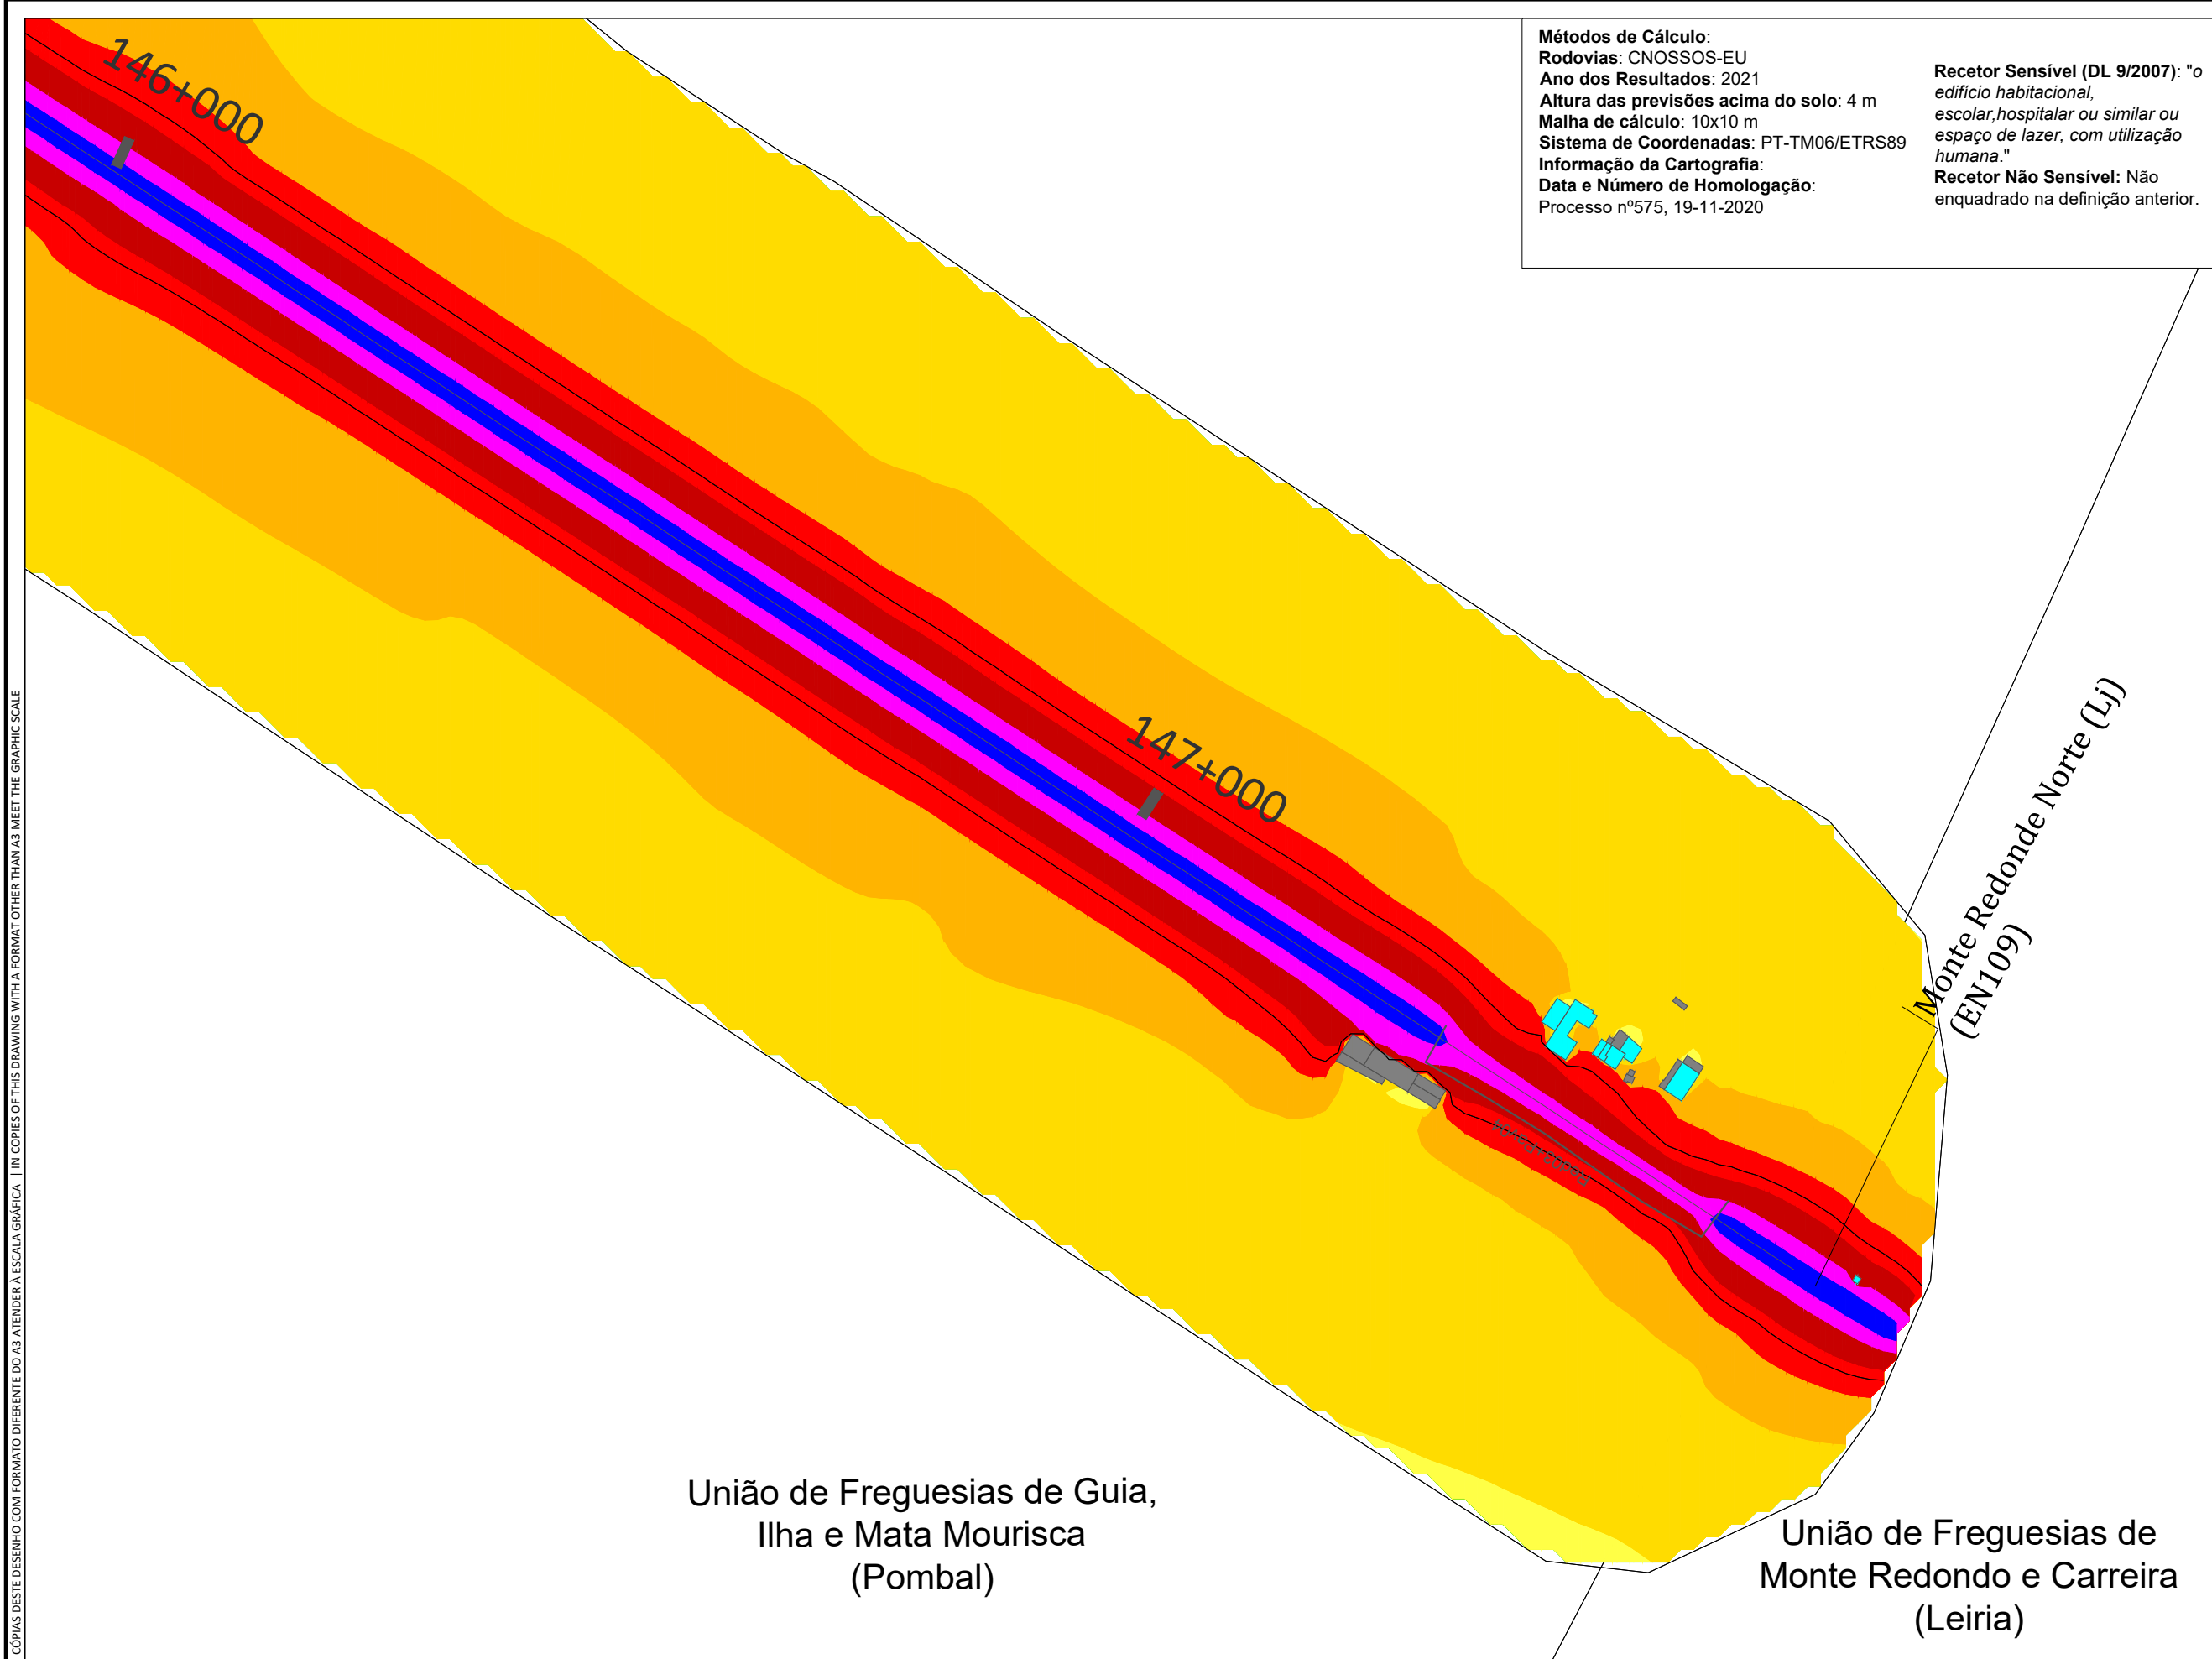 Métodos de Cálculo:
Rodovias: CNOSSOS-EU
Ano dos Resultados: 2021
Altura das previsões acima do solo: 4 m
Malha de cálculo: 10x10 m
Sistema de Coordenadas: PT-TM06/ETRS89
Informação da Cartografia:
Data e Número de Homologação:
Processo nº575, 19-11-2020
Recetor Sensível (DL 9/2007): "o
edifício habitacional,
escolar,hospitalar ou similar ou
espaço de lazer, com utilização
humana."
Recetor Não Sensível: Não
enquadrado na definição anterior.
146+000
147+000
Monte Redonde Norte (Lj)
(EN109)
União de Freguesias de Guia,
Ilha e Mata Mourisca
(Pombal)
União de Freguesias de
Monte Redondo e Carreira
(Leiria)
CÓPIAS DESTE DESENHO COM FORMATO DIFERENTE DO A3 ATENDER À ESCALA GRÁFICA | IN COPIES OF THIS DRAWING WITH A FORMAT OTHER THAN A3 MEET THE GRAPHIC SCALE